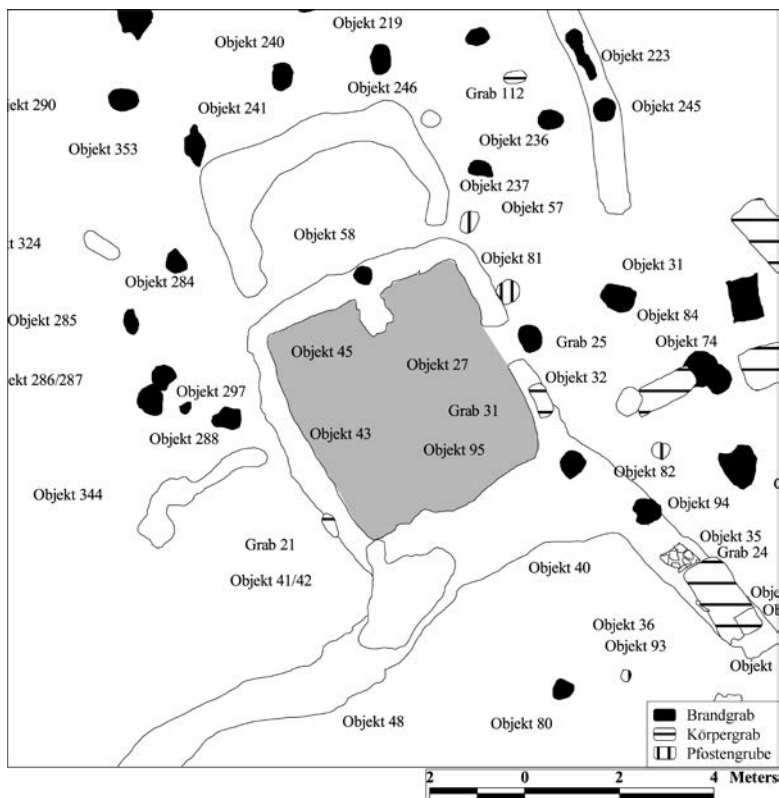 Objekt 219
Objekt 240
Objekt 223
Objekt 246
Grab 112
jekt 290
Objekt 241
Objekt 245
Objekt 236
Objekt 353
Objekt 237
Objekt 57
Objekt 58
t 324
Objekt 81
Objekt 31
Objekt 284
Objekt 84
Objekt 285
Objekt 74
Grab 25
Objekt 45
Objekt 27
Objekt 32
ekt 286/287
Objekt 297
Grab 31
Objekt 43
Objekt 288
Objekt 95
Objekt 82
Objekt 344
Objekt 94
Objekt 35
Grab 21
Grab 24
Objekt 40
Objekt 41/42
Obje
Ob
Objekt 36
Objekt 93
Objekt
Objekt 48
Objekt 80
Brandgrab
Körpergrab
Pfostengrube
2 0 2 4 Meters